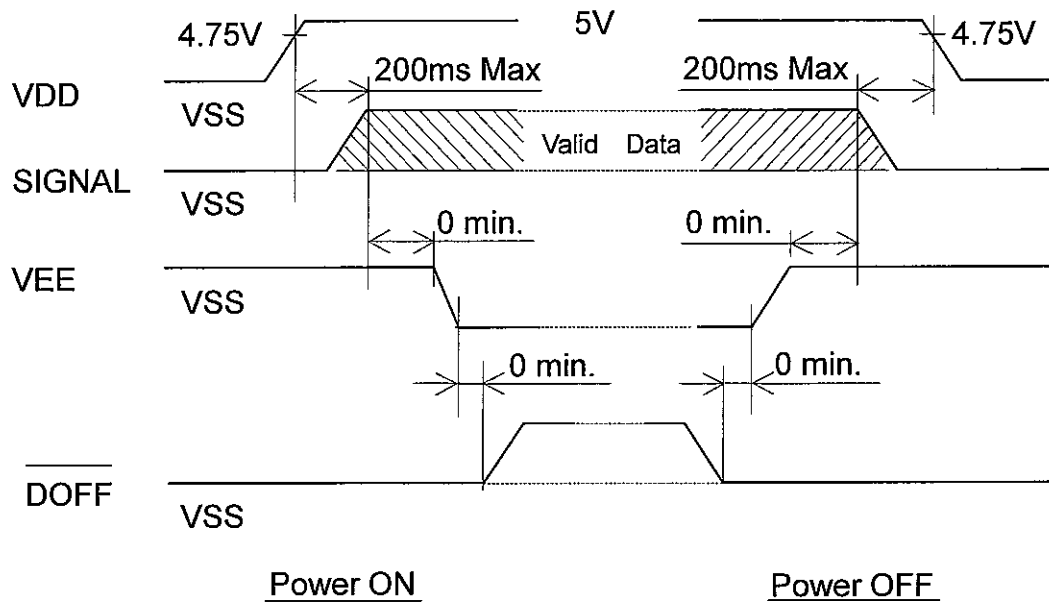 4.75V 5V 4.75V
200ms Max 200ms Max
VDD
VSS
Valid Data
SIGNAL
VSS
0 min. 0 min.
VEE
VSS
0 min. 0 min.
DOFF
VSS
Power ON Power OFF